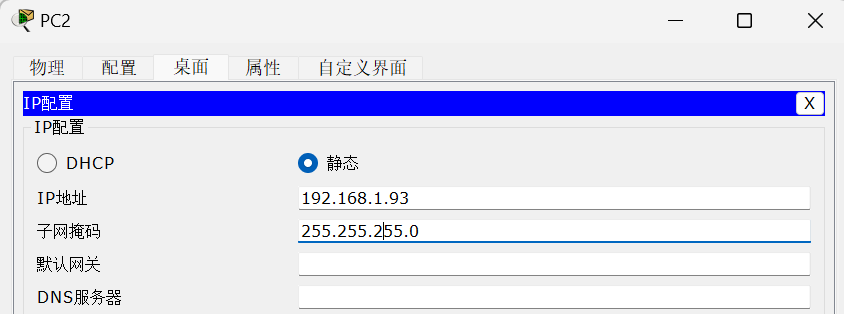 PC2
物理 配置 桌面 属性 自定义界面
IP配置 X
IP配置
DHCP 静态
IP地址 192.168.1.93
子网掩码 255.255.255.0
默认网关
DNS服务器